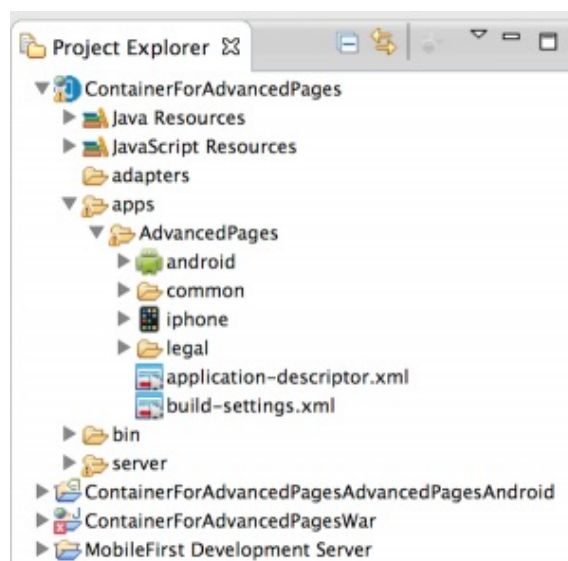 Project Explorer
ContainerForAdvancedPages
Java Resources
JavaScript Resources
adapters
apps
AdvancedPages
android
common
iphone
legal
application-descriptor.xml
build-settings.xml
bin
server
ContainerForAdvancedPagesAdvancedPagesAndroid
ContainerForAdvancedPagesWar
MobileFirst Development Server